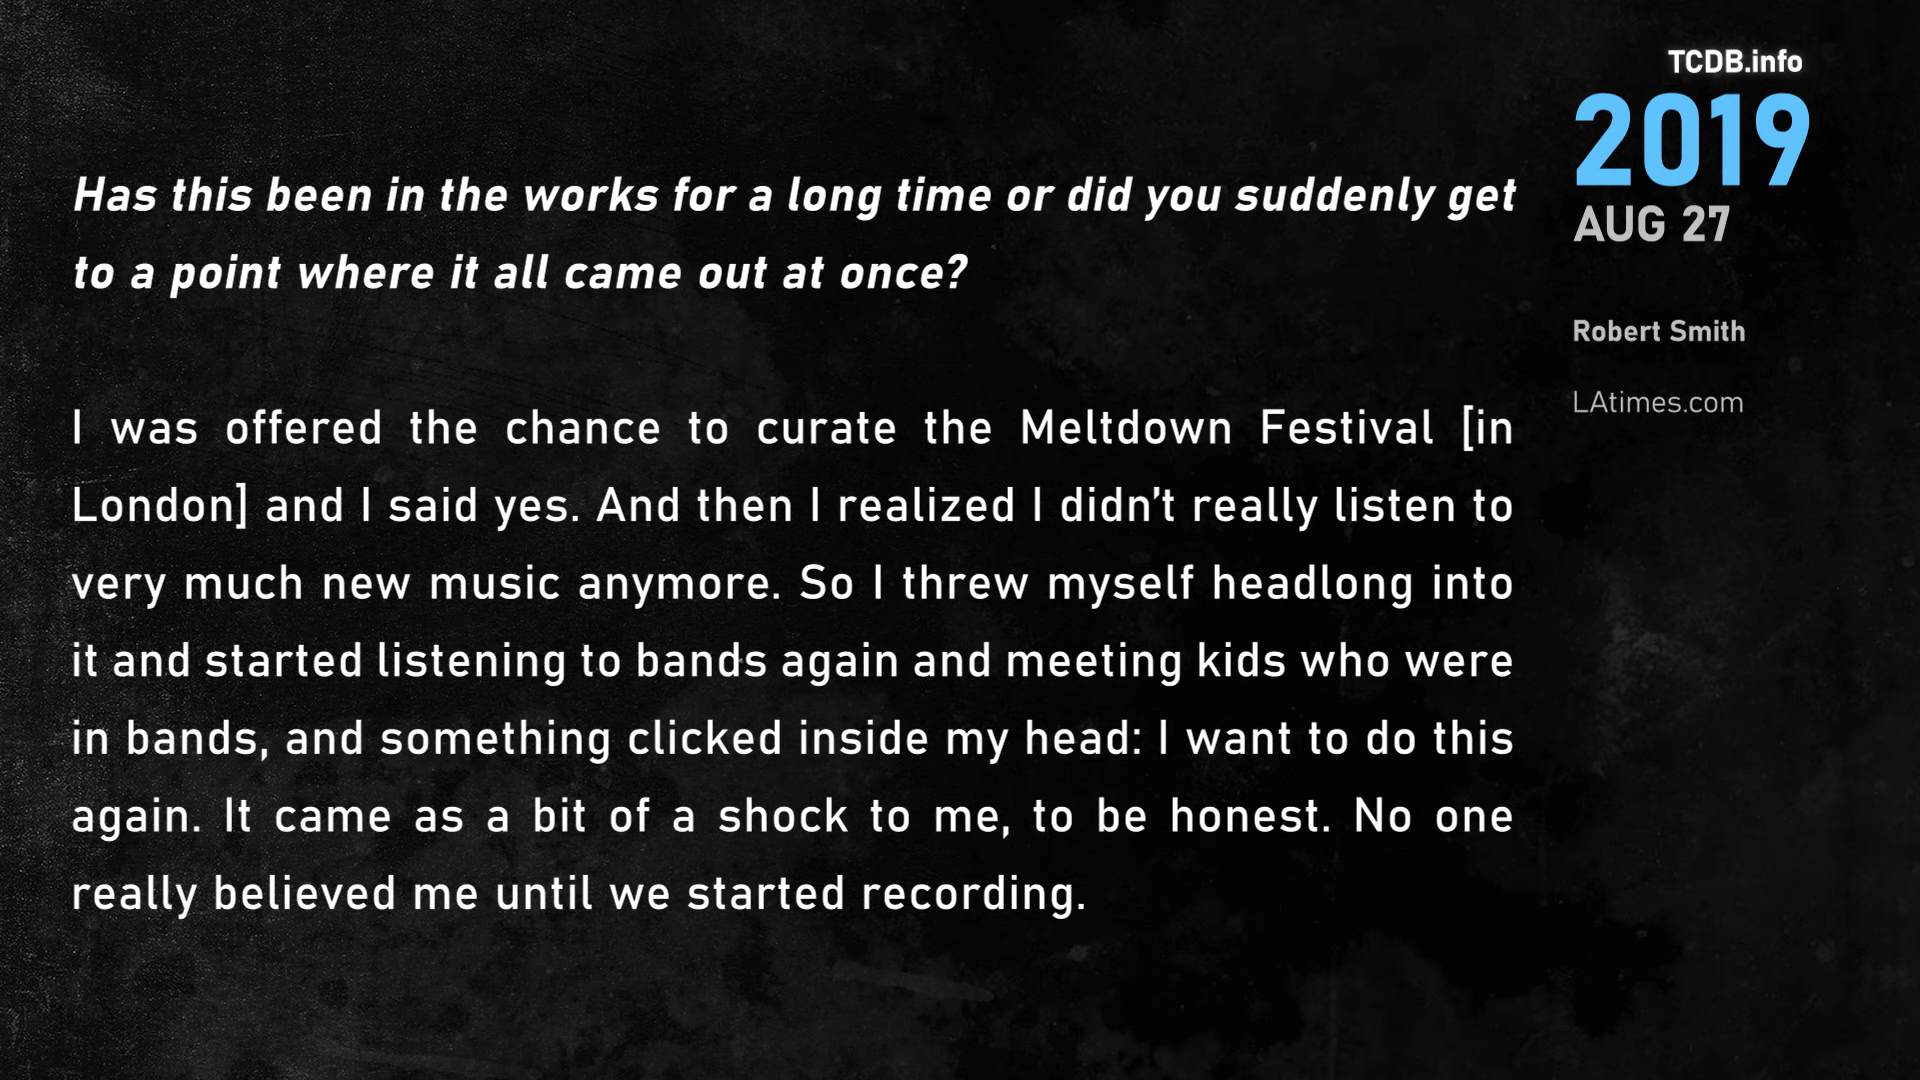 TCDB.info
2019
AUG 27
Robert Smith
LAtimes.com
Has this been in the works for a long time or did you suddenly get
to a point where it all came out at once?
I was offered the chance to curate the Meltdown Festival [in
London] and I said yes. And then I realized I didn’t really listen to
very much new music anymore. So I threw myself headlong into
it and started listening to bands again and meeting kids who were
in bands, and something clicked inside my head: I want to do this
again. It came as a bit of a shock to me, to be honest. No one
really believed me until we started recording.